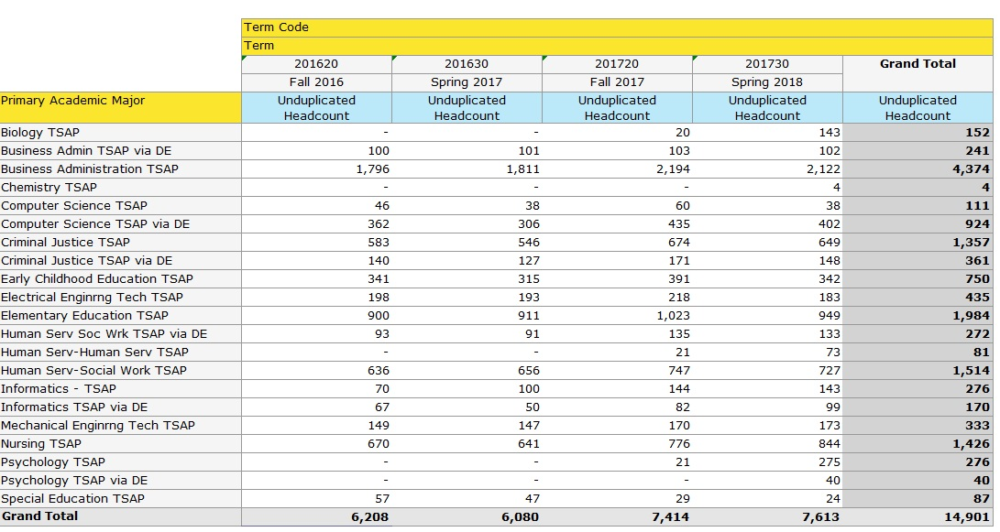 Term Code
Term
201620 201630 201720 201730 Grand Total
Fall 2016 Spring 2017 Fall 2017 Spring 2018
Primary Academic Major Unduplicated Unduplicated Unduplicated Unduplicated Unduplicated
Headcount Headcount Headcount Headcount Headcount
Biology TSAP - - 20 143 152
Business Admin TSAP via DE 100 101 103 102 241
Business Administration TSAP 1,796 1,811 2,194 2,122 4,374
Chemistry TSAP - - - 4 4
Computer Science TSAP 46 38 60 38 111
Computer Science TSAP via DE 362 306 435 402 924
Criminal Justice TSAP 583 546 674 649 1,357
Criminal Justice TSAP via DE 140 127 171 148 361
Early Childhood Education TSAP 341 315 391 342 750
Electrical Enginrng Tech TSAP 198 193 218 183 435
Elementary Education TSAP 900 911 1,023 949 1,984
Human Serv Soc Wrk TSAP via DE 93 91 135 133 272
Human Serv-Human Serv TSAP - - 21 73 81
Human Serv-Social Work TSAP 636 656 747 727 1,514
Informatics - TSAP 70 100 144 143 276
Informatics TSAP via DE 67 50 82 99 170
Mechanical Enginrng Tech TSAP 149 147 170 173 333
Nursing TSAP 670 641 776 844 1,426
Psychology TSAP - - 21 275 276
Psychology TSAP via DE - - - 40 40
Special Education TSAP 57 47 29 24 87
Grand Total 6,208 6,080 7,414 7,613 14,901